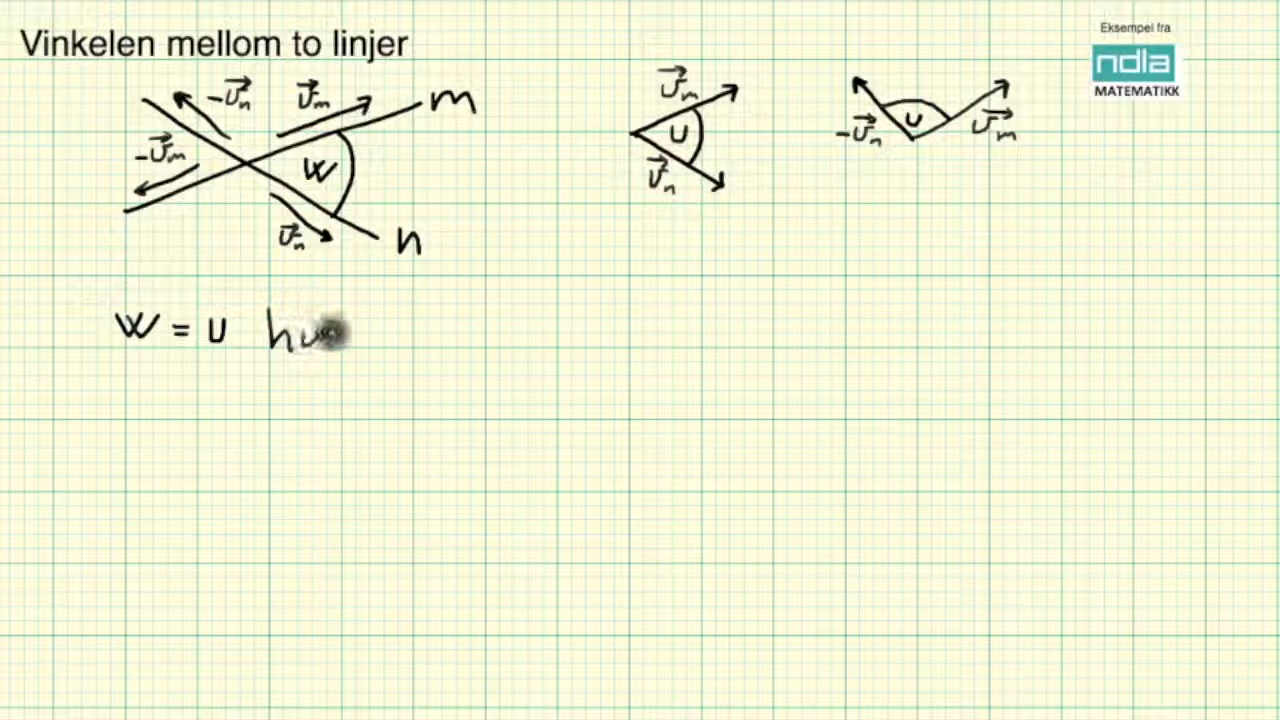 Vinkelen mellom to linjer
Eksempel fra
ndla
MATEMATIKK
-v⃗n v⃗m m
-v⃗m W
v⃗n n
v⃗m
u
v⃗n
u
-v⃗n v⃗m
W = u